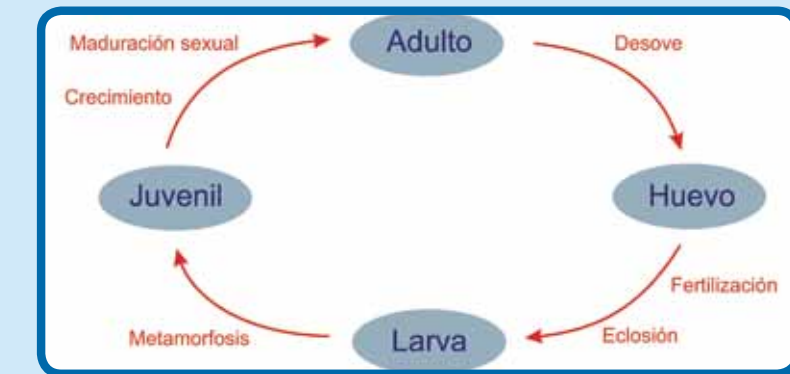 Maduración sexual
Adulto
Desove
Crecimiento
Juvenil
Huevo
Fertilización
Metamorfosis
Larva
Eclosión